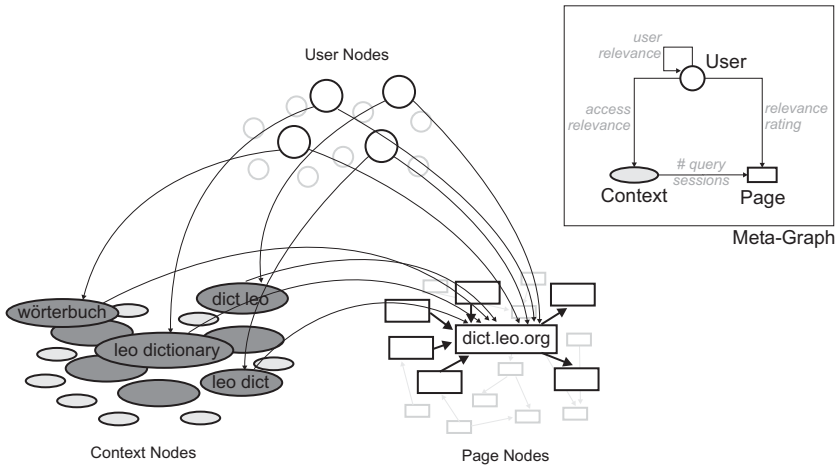 User Nodes
user
relevance
User
access
relevance
relevance
rating
# query
sessions
Context
Page
Meta-Graph
wörterbuch
dict leo
leo dictionary
leo dict
dict.leo.org
Context Nodes
Page Nodes